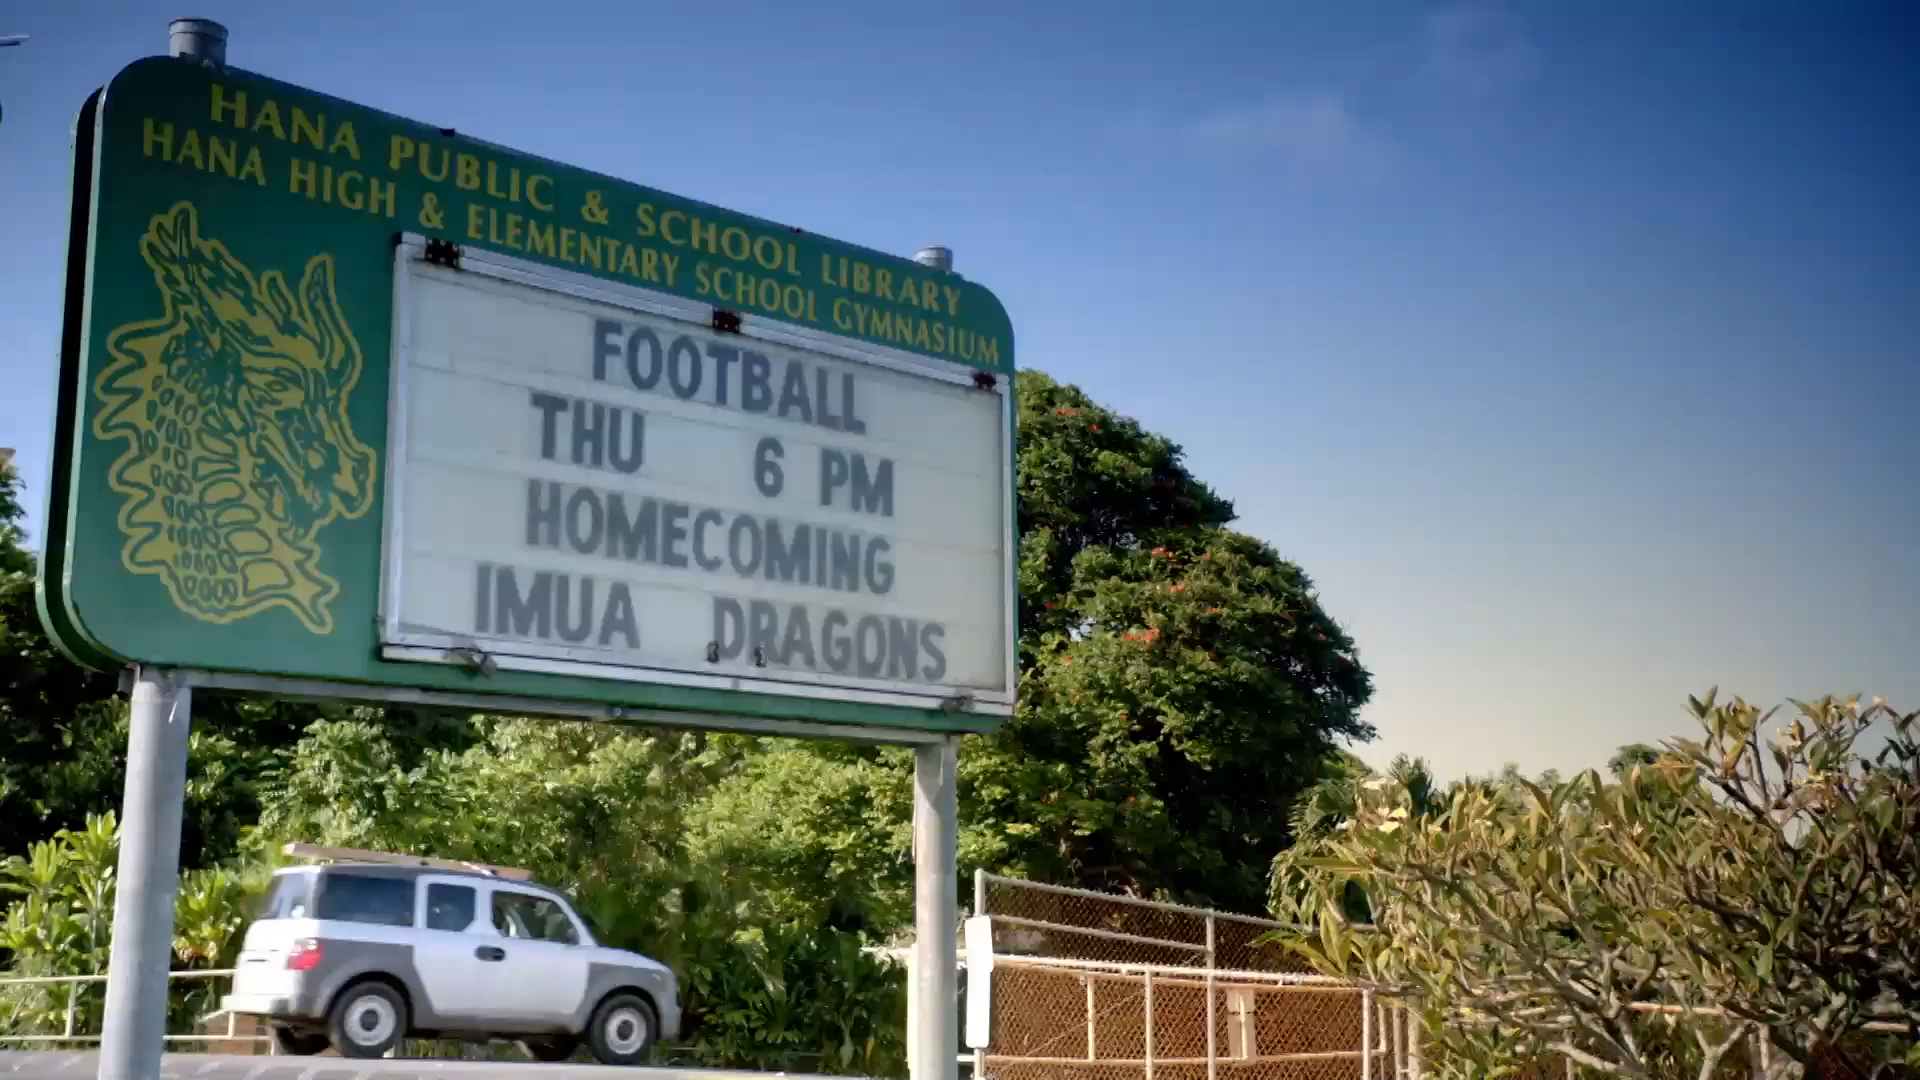 HANA PUBLIC & SCHOOL LIBRARY
HANA HIGH & ELEMENTARY SCHOOL GYMNASIUM
FOOTBALL
THU 6 PM
HOMECOMING
IMUA DRAGONS